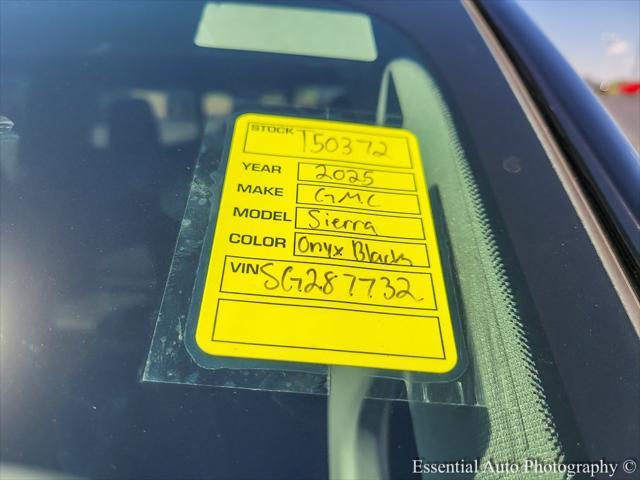 STOCK T50372
YEAR 2025
MAKE GMC
MODEL Sierra
COLOR Onyx Black
VIN SG287732
Essential Auto Photography ©